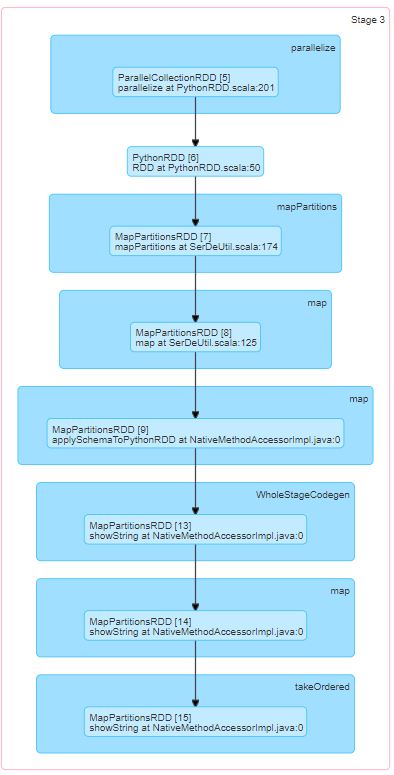 Stage 3
parallelize
ParallelCollectionRDD [5]
parallelize at PythonRDD.scala:201
PythonRDD [6]
RDD at PythonRDD.scala:50
mapPartitions
MapPartitionsRDD [7]
mapPartitions at SerDeUtil.scala:174
map
MapPartitionsRDD [8]
map at SerDeUtil.scala:125
map
MapPartitionsRDD [9]
applySchemaToPythonRDD at NativeMethodAccessorImpl.java:0
WholeStageCodegen
MapPartitionsRDD [13]
showString at NativeMethodAccessorImpl.java:0
map
MapPartitionsRDD [14]
showString at NativeMethodAccessorImpl.java:0
takeOrdered
MapPartitionsRDD [15]
showString at NativeMethodAccessorImpl.java:0